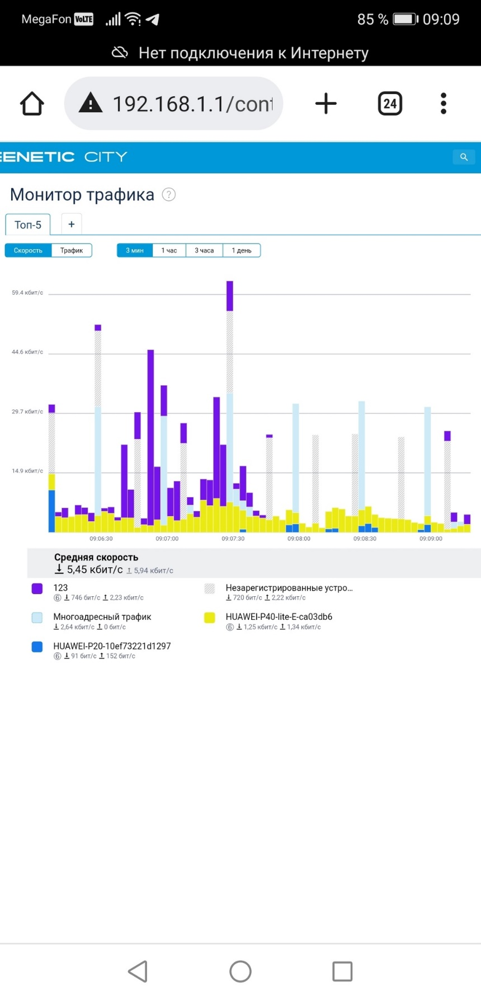 MegaFon VoLTE 85 % 09:09
Нет подключения к Интернету
192.168.1.1/cont 24
EENETIC CITY
Монитор трафика ?
Топ-5 +
Скорость Трафик 3 мин 1 час 3 часа 1 день
59.4 кбит/с
44.6 кбит/с
29.7 кбит/с
14.9 кбит/с
09:06:30 09:07:00 09:07:30 09:08:00 09:08:30 09:09:00
Средняя скорость
5,45 кбит/с 5,94 кбит/с
123 Незарегистрированные устро...
6 746 бит/с 2,23 кбит/с 720 бит/с 2,22 кбит/с
Многоадресный трафик HUAWEI-P40-lite-E-ca03db6
2,64 кбит/с 0 бит/с 6 1,25 кбит/с 1,34 кбит/с
HUAWEI-P20-10ef73221d1297
6 91 бит/с 152 бит/с